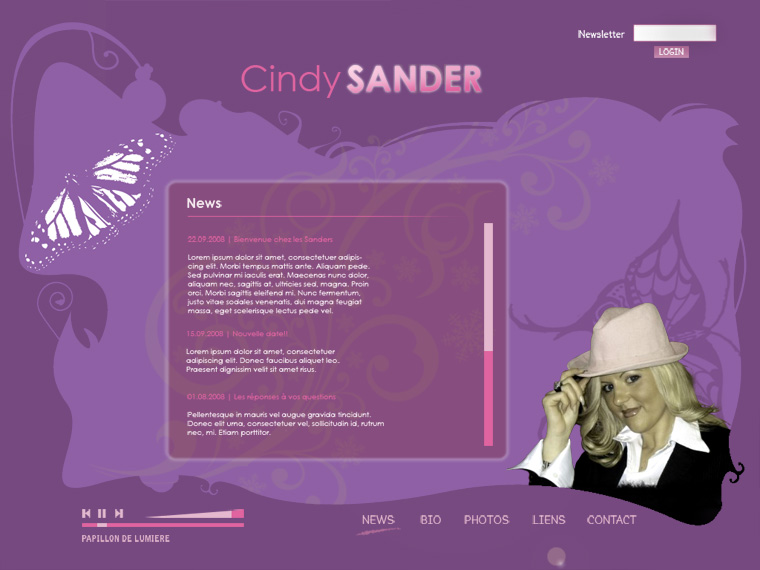 Newsletter
LOGIN
Cindy SANDER
News
22.09.2008 | Bienvenue chez les Sanders
Lorem ipsum dolor sit amet, consectetuer adipis-
cing elit. Morbi tempus mattis ante. Aliquam pede.
Sed pulvinar mi iaculis erat. Maecenas nunc dolor,
aliquam nec, sagittis at, ultricies sed, magna. Proin
orci. Morbi sagittis eleifend mi. Nunc fermentum,
justo vitae sodales venenatis, dui magna feugiat
massa, eget scelerisque lectus pede vel.
15.09.2008 | Nouvelle date!!
Lorem ipsum dolor sit amet, consectetuer
adipiscing elit. Donec faucibus aliquet leo.
Praesent dignissim velit sit amet risus.
01.08.2008 | Les réponses à vos questions
Pellentesque in mauris vel augue gravida tincidunt.
Donec elit urna, consectetuer vel, sollicitudin id, rutrum
nec, mi. Etiam porttitor.
NEWS BIO PHOTOS LIENS CONTACT
PAPILLON DE LUMIERE